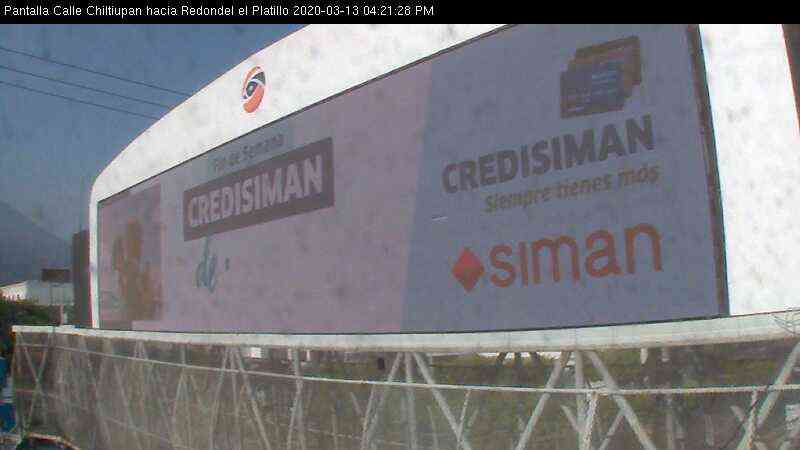 Pantalla Calle Chiltiupan hacia Redondel el Platillo 2020-03-13 04:21:28 PM
Fin de Semana
CREDISIMAN
de
CREDISIMAN
Siempre tienes más
siman